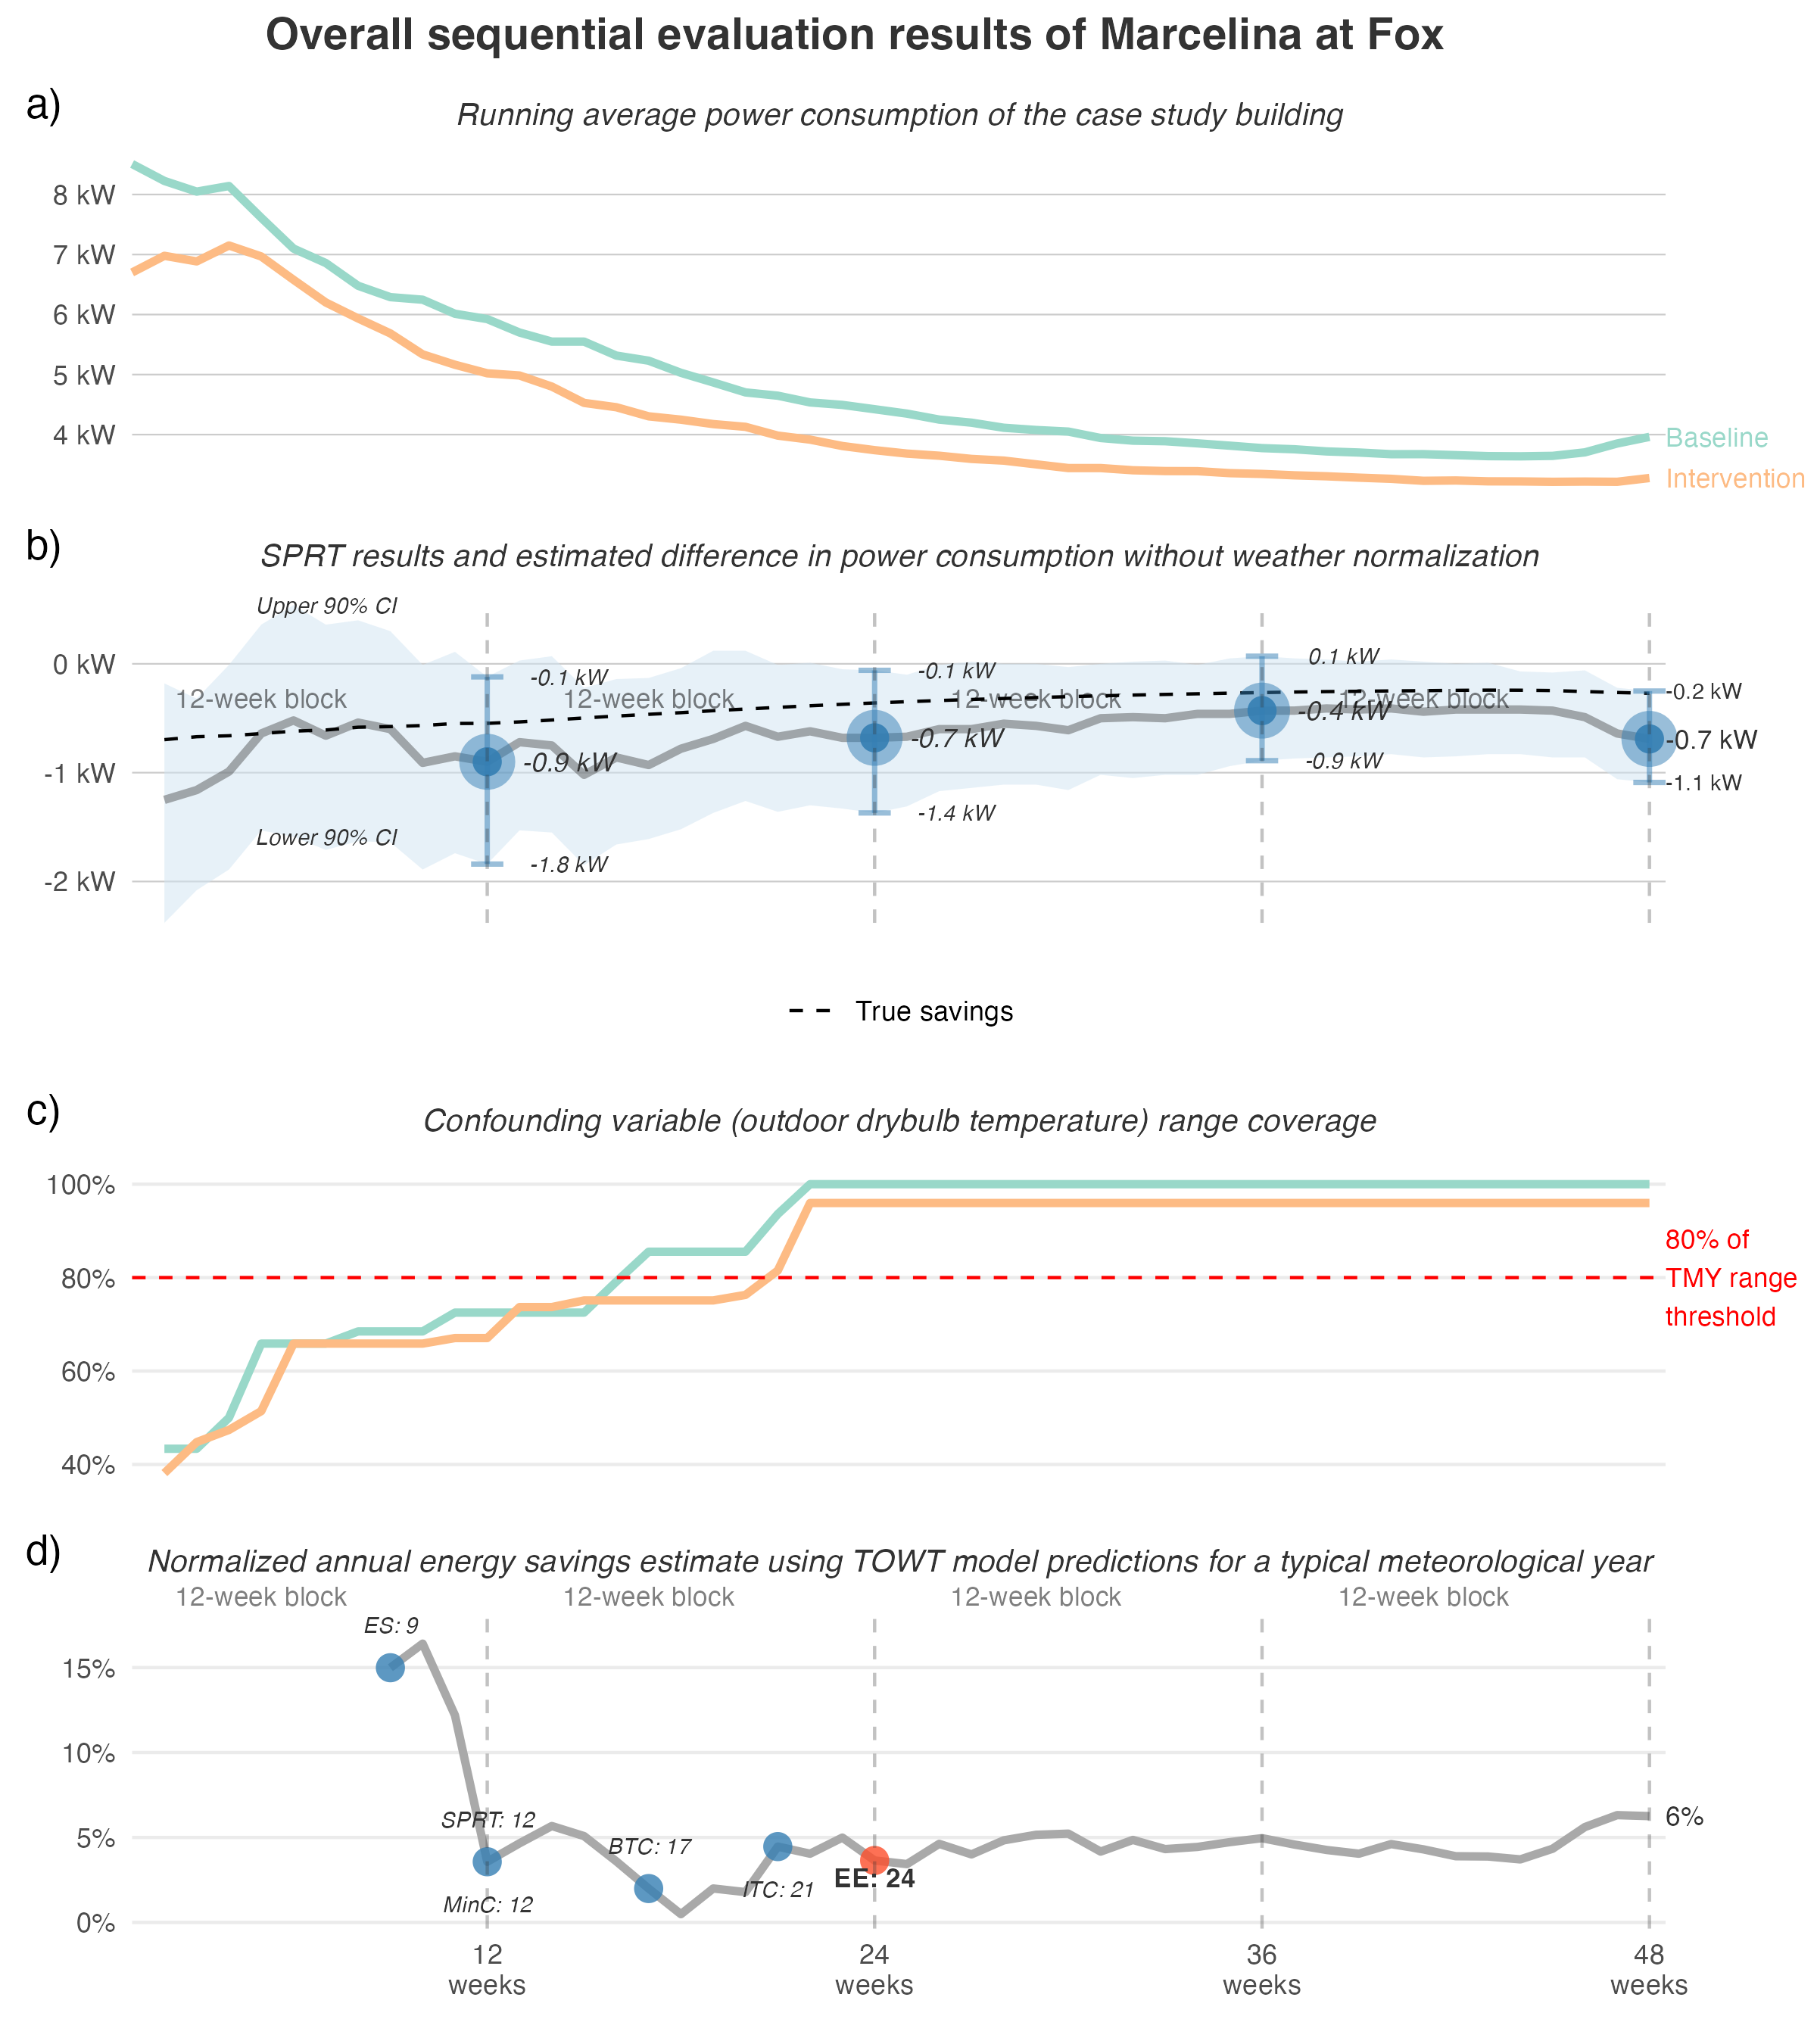 Overall sequential evaluation results of Marcelina at Fox
a)
Running average power consumption of the case study building
8 kW
7 kW
6 kW
5 kW
4 kW
Baseline
Intervention
b)
SPRT results and estimated difference in power consumption without weather normalization
Upper 90% CI
0 kW
-0.1 kW
-0.1 kW
0.1 kW
-0.2 kW
12-week block
12-week block
12-week block
12-week block
-0.9 kW
-0.7 kW
-0.4 kW
-0.7 kW
-1 kW
-0.9 kW
-1.1 kW
Lower 90% CI
-1.4 kW
-1.8 kW
-2 kW
True savings
c)
Confounding variable (outdoor drybulb temperature) range coverage
100%
80%
60%
40%
80% of
TMY range
threshold
d)
Normalized annual energy savings estimate using TOWT model predictions for a typical meteorological year
12-week block
12-week block
12-week block
12-week block
ES: 9
15%
10%
SPRT: 12
5%
BTC: 17
6%
ITC: 21
EE: 24
MinC: 12
0%
12
weeks
24
weeks
36
weeks
48
weeks